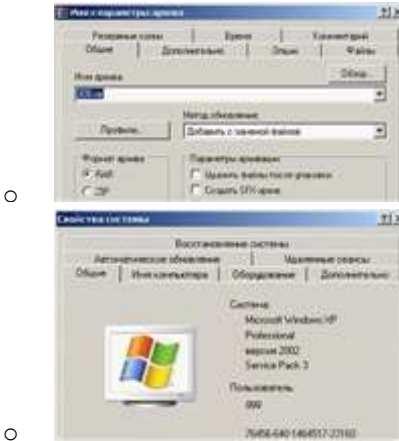 Имя и параметры архива
Резервные копии Время Комментарий
Общие Дополнительно Опции Файлы
Имя архива Обзор...
Метод обновления
Профили... Добавить с заменой файлов
Формат архива Параметры архивации
RAR Удалить файлы после упаковки
ZIP Создать SFX-архив
Свойства системы
Восстановление системы
Автоматическое обновление Удаленные сеансы
Общие Имя компьютера Оборудование Дополнительно
Система:
Microsoft Windows XP
Professional
версия 2002
Service Pack 3
Пользователь: